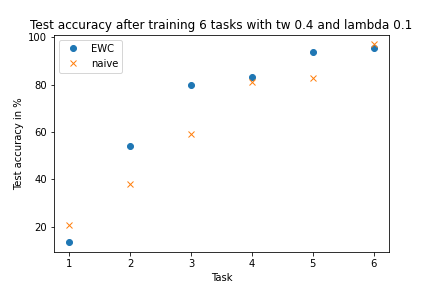 Test accuracy after training 6 tasks with tw 0.4 and lambda 0.1
100
80
60
40
20
Test accuracy in %
EWC
naive
1 2 3 4 5 6
Task